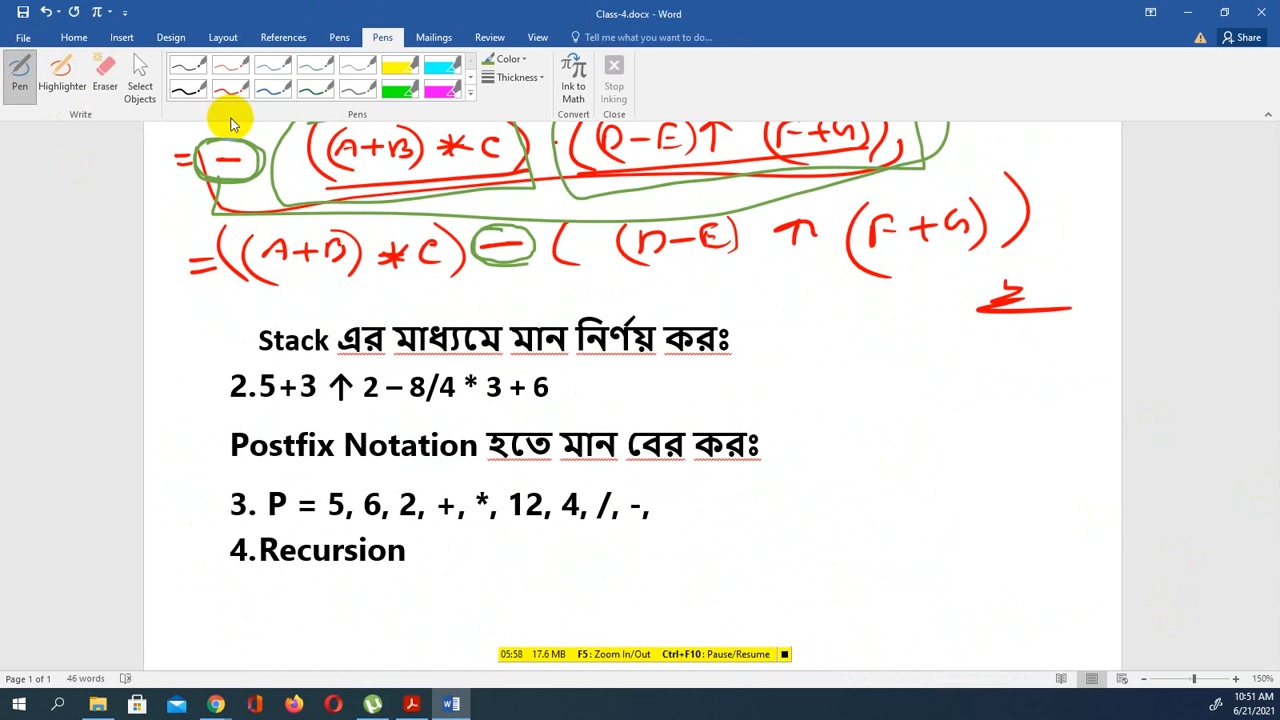 Class-4.docx - Word
File Home Insert Design Layout References Pens Pens Mailings Review View Tell me what you want to do... Share
Pen Highlighter Eraser Select Objects Color Thickness Ink to Math Stop Inking
Write Pens Convert Close
= - ((A+B) * C) . ((D-E)↑ (F+G))
= ((A+B) * C) - ( (D-E) ↑ (F+G) )
Stack এর মাধ্যমে মান নির্ণয় করঃ
2.5+3 ↑ 2 – 8/4 * 3 + 6
Postfix Notation হতে মান বের করঃ
3. P = 5, 6, 2, +, *, 12, 4, /, -,
4.Recursion
05:58 17.6 MB F5: Zoom In/Out Ctrl+F10: Pause/Resume
Page 1 of 1 46 words 150%
10:51 AM
6/21/2021